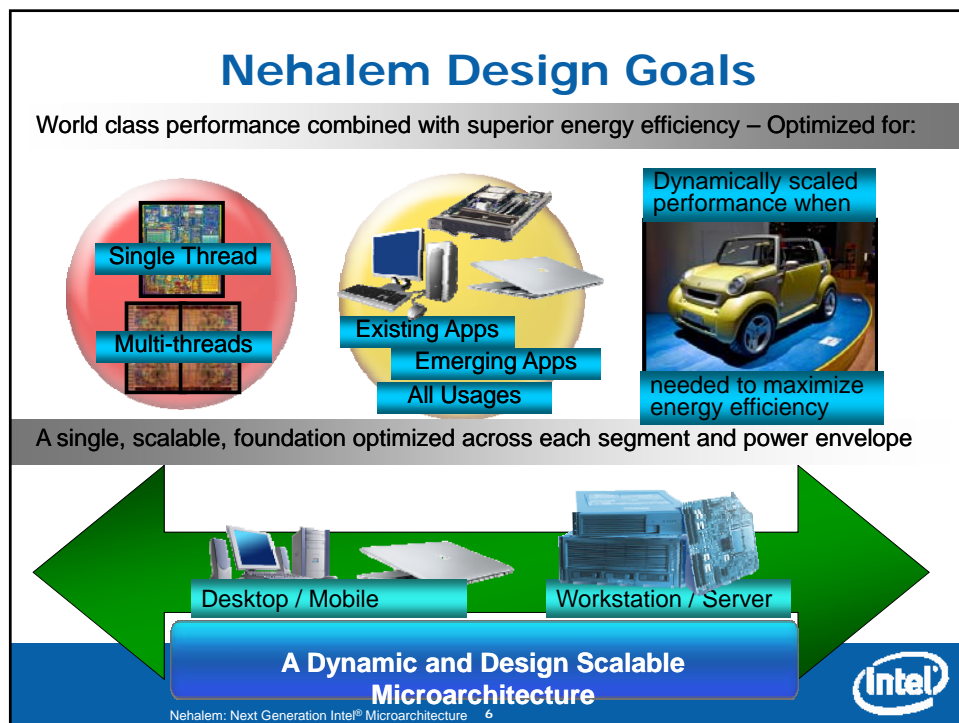 Nehalem Design Goals
World class performance combined with superior energy efficiency – Optimized for:
Single Thread
Multi-threads
Existing Apps
Emerging Apps
All Usages
Dynamically scaled
performance when
needed to maximize
energy efficiency
A single, scalable, foundation optimized across each segment and power envelope
Desktop / Mobile
Workstation / Server
A Dynamic and Design Scalable
Microarchitecture
Nehalem: Next Generation Intel® Microarchitecture 6
intel